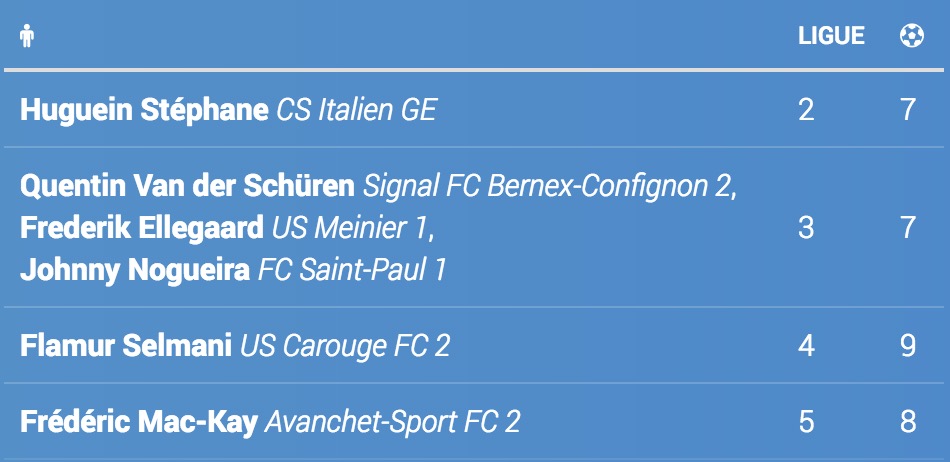 LIGUE
Huguein Stéphane CS Italien GE 2 7
Quentin Van der Schüren Signal FC Bernex-Confignon 2,
Frederik Ellegaard US Meinier 1, 3 7
Johnny Nogueira FC Saint-Paul 1
Flamur Selmani US Carouge FC 2 4 9
Frédéric Mac-Kay Avanchet-Sport FC 2 5 8